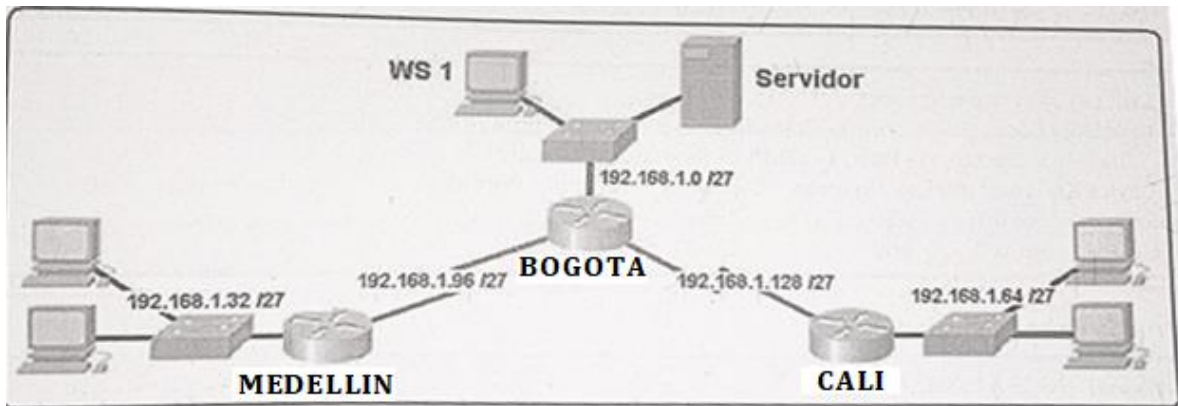 WS 1
Servidor
192.168.1.0 /27
BOGOTA
192.168.1.96 /27
192.168.1.128 /27
192.168.1.32 /27
192.168.1.64 /27
MEDELLIN
CALI